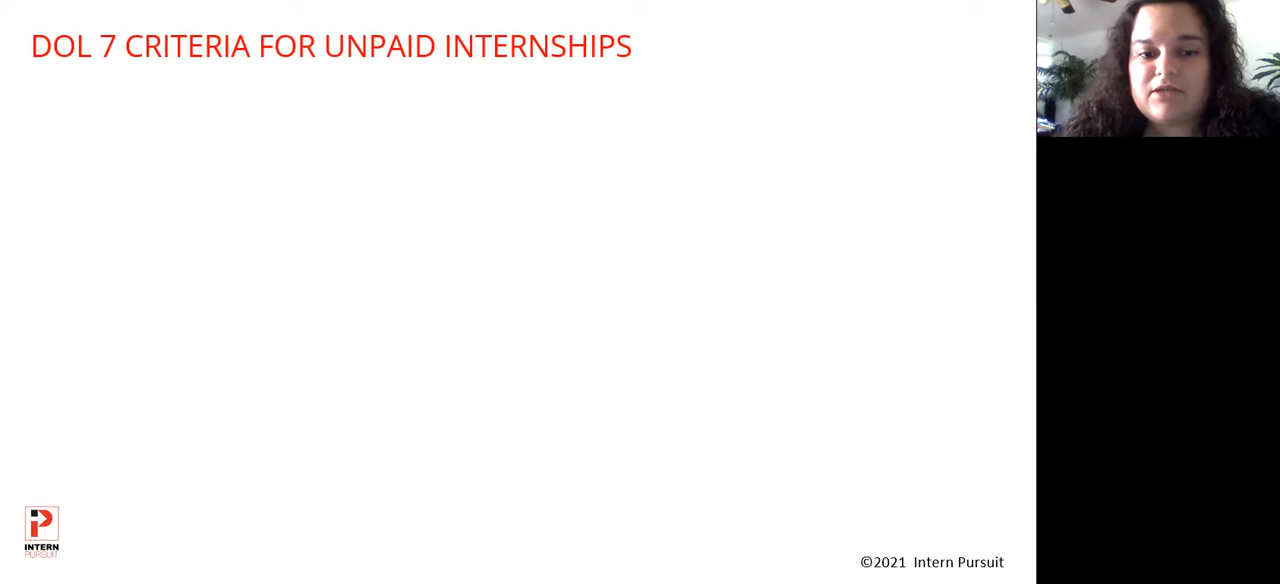 DOL 7 CRITERIA FOR UNPAID INTERNSHIPS
INTERN
PURSUIT
©2021 Intern Pursuit